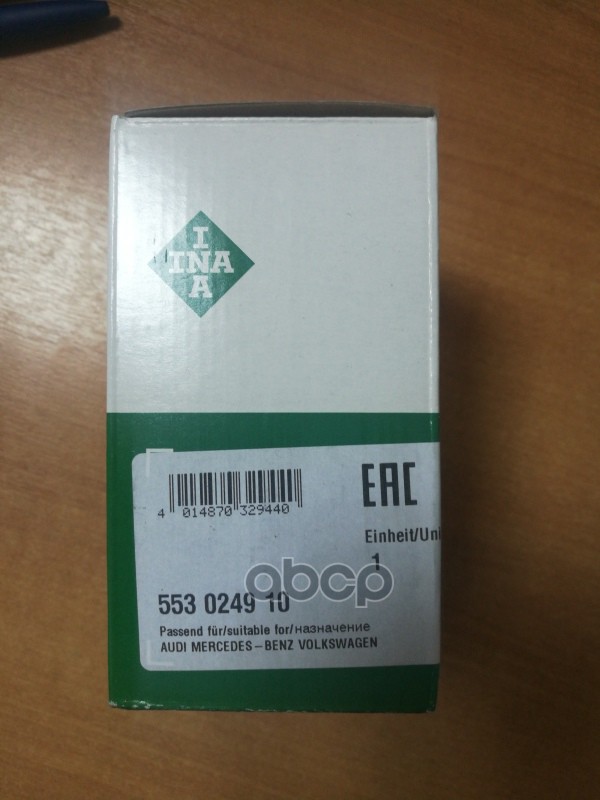 I
INA
A
EAC
4 014870 329440
Einheit/Uni
1
abcp
553 0249 10
Passend für/suitable for/назначение
AUDI MERCEDES-BENZ VOLKSWAGEN